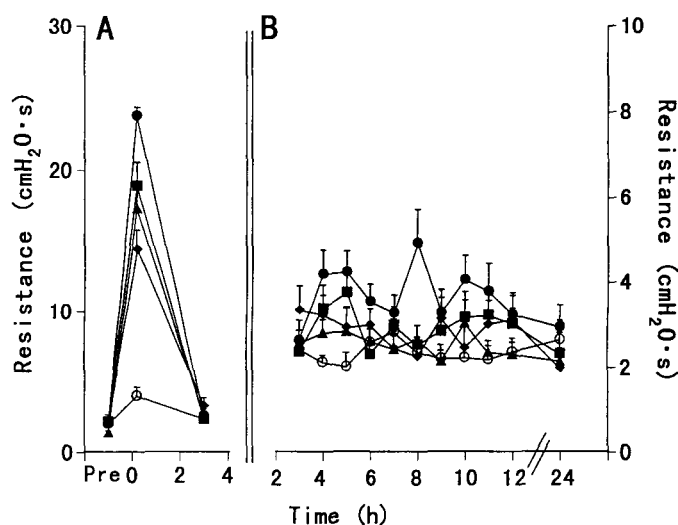 A
B
30
20
10
0
Resistance (cmH₂O·s)
Pre 0 2 4
10
8
6
4
2
0
Resistance (cmH₂O·s)
2 4 6 8 10 12 24
Time (h)